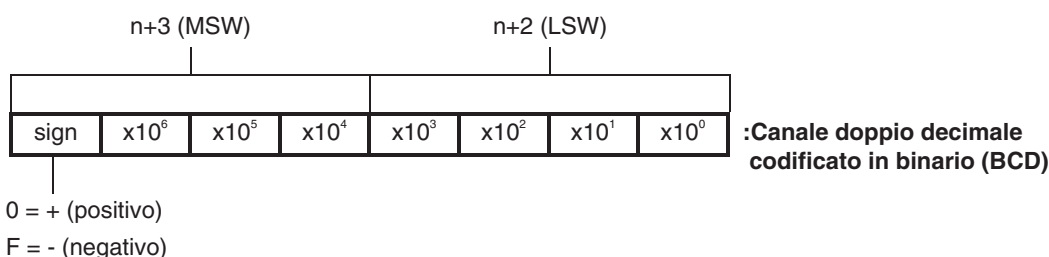 n+3 (MSW) n+2 (LSW)
sign x10⁶ x10⁵ x10⁴ x10³ x10² x10¹ x10⁰ :Canale doppio decimale
codificato in binario (BCD)
0 = + (positivo)
F = - (negativo)